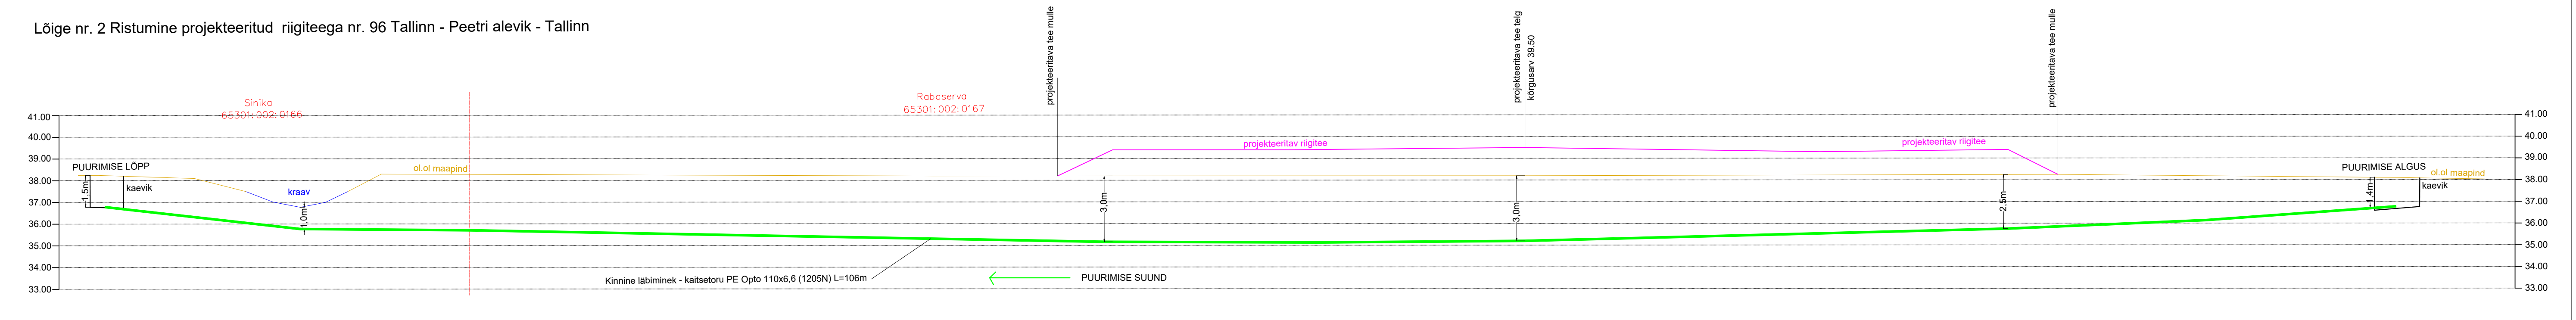 Lõige nr. 2 Ristumine projekteeritud riigiteega nr. 96 Tallinn - Peetri alevik - Tallinn
projekteeritava tee mulle
projekteeritava tee telg
kõrgusarv 39.50
projekteeritava tee mulle
Sinika
65301:002:0166
Rabaserva
65301:002:0167
41.00
40.00
39.00
38.00
37.00
36.00
35.00
34.00
33.00
PUURIMISE LÕPP
1,5m
kaevik
kraav
1,0m
ol.ol maapind
projekteeritav riigitee
projekteeritav riigitee
3,0m
3,0m
2,5m
PUURIMISE ALGUS
1,4m
kaevik
ol.ol maapind
Kinnine läbiminek - kaitsetoru PE Opto 110x6,6 (1205N) L=106m
PUURIMISE SUUND
41.00
40.00
39.00
38.00
37.00
36.00
35.00
34.00
33.00